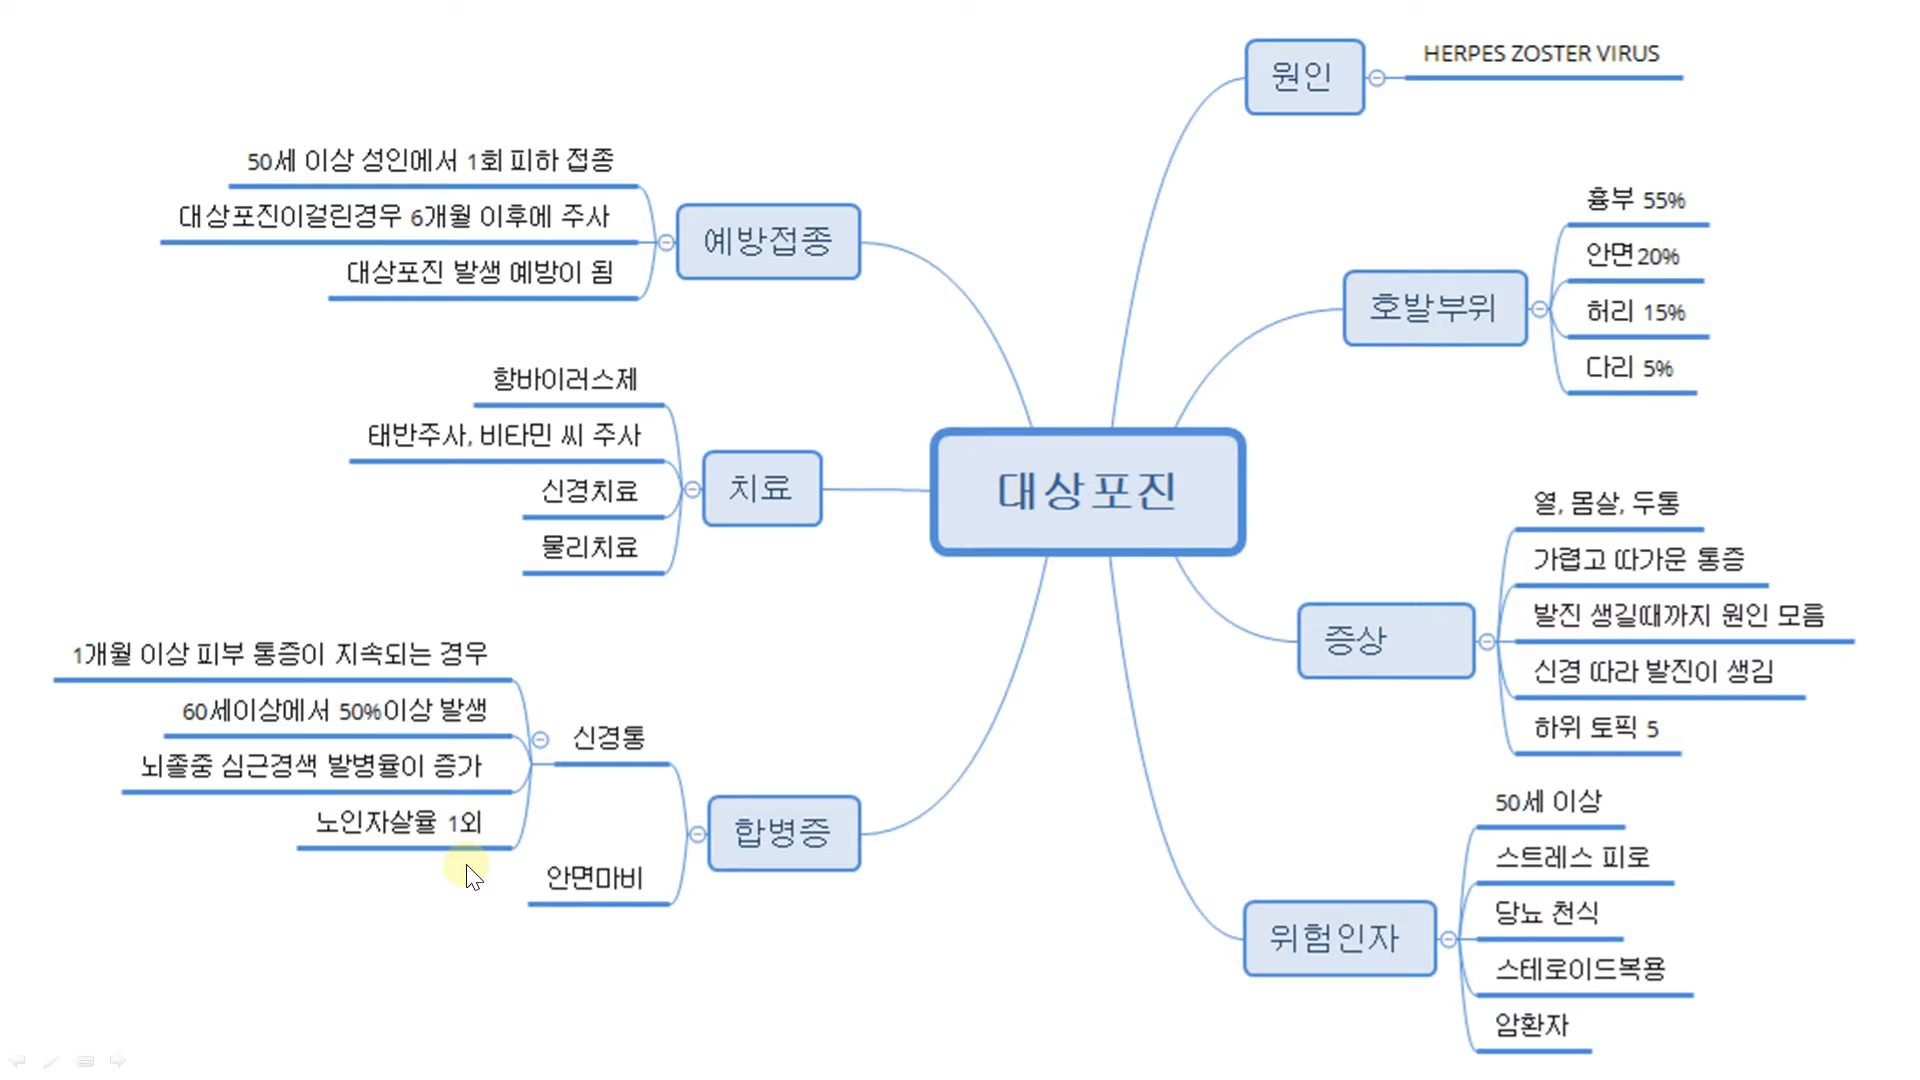 대상포진
원인
HERPES ZOSTER VIRUS
호발부위
흉부 55%
안면20%
허리 15%
다리 5%
증상
열, 몸살, 두통
가렵고 따가운 통증
발진 생길때까지 원인 모름
신경 따라 발진이 생김
하위 토픽 5
위험인자
50세 이상
스트레스 피로
당뇨 천식
스테로이드복용
암환자
예방접종
50세 이상 성인에서 1회 피하 접종
대상포진이걸린경우 6개월 이후에 주사
대상포진 발생 예방이 됨
치료
항바이러스제
태반주사, 비타민 씨 주사
신경치료
물리치료
합병증
신경통
1개월 이상 피부 통증이 지속되는 경우
60세이상에서 50%이상 발생
뇌졸중 심근경색 발병율이 증가
노인자살율 1외
안면마비